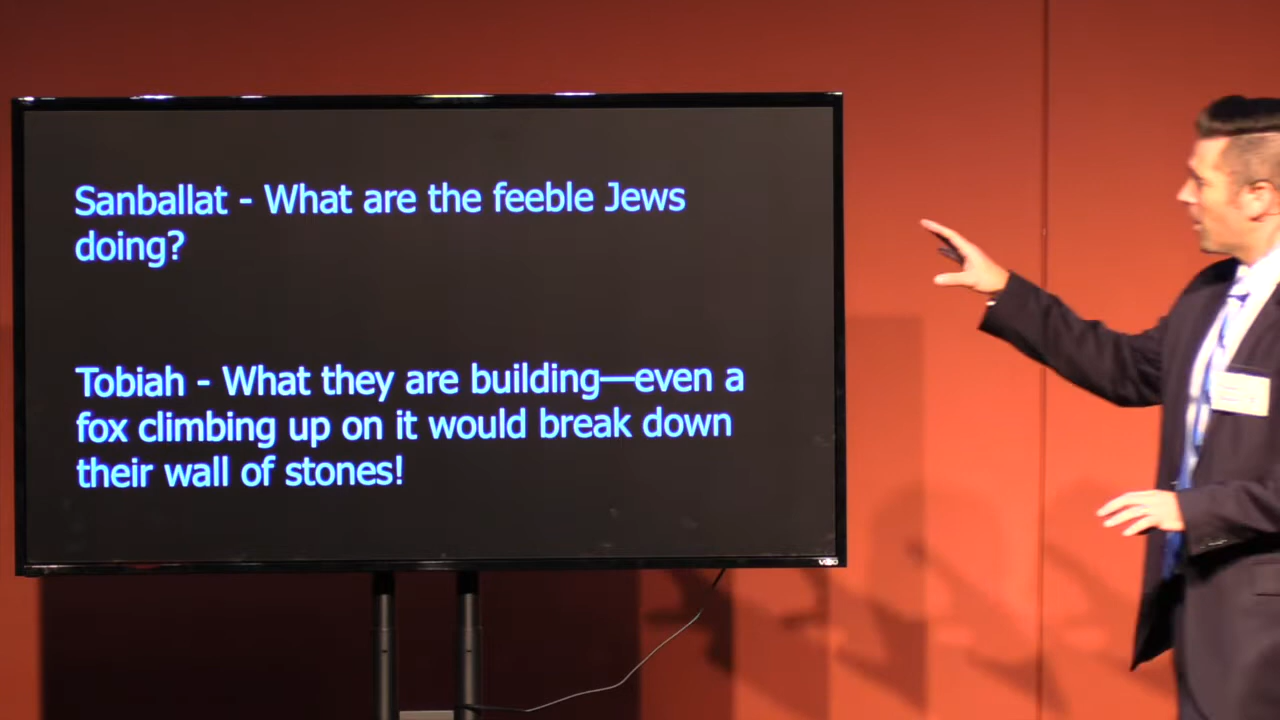 Sanballat - What are the feeble Jews
doing?
Tobiah - What they are building—even a
fox climbing up on it would break down
their wall of stones!
VIZIO